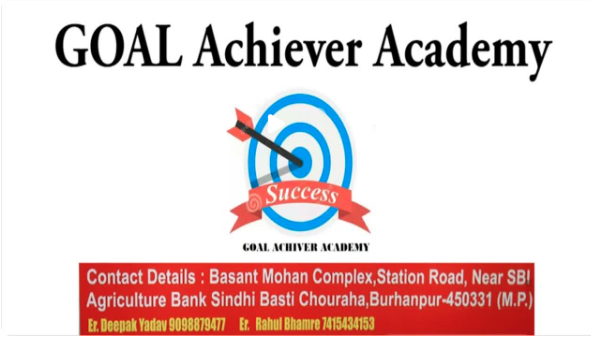 GOAL Achiever Academy
Success
GOAL ACHIVER ACADEMY
Contact Details : Basant Mohan Complex,Station Road, Near SBI
Agriculture Bank Sindhi Basti Chouraha,Burhanpur-450331 (M.P.)
Er. Deepak Yadav 9098879477 Er. Rahul Bhamre 7415434153